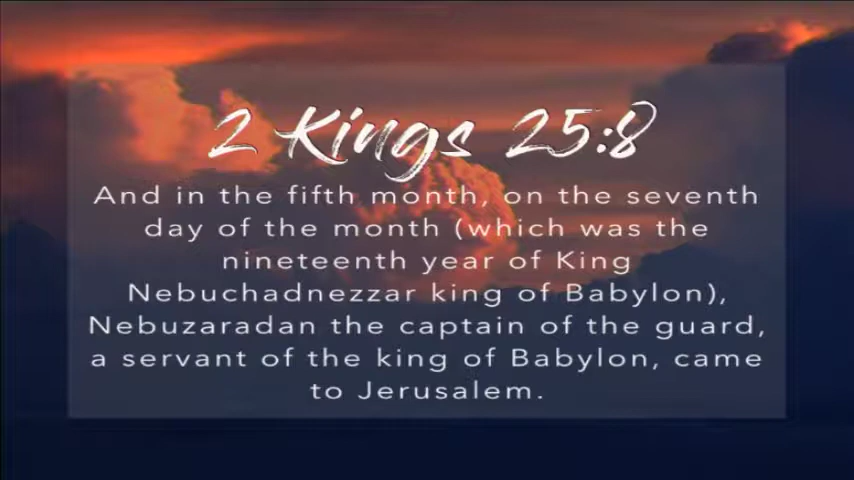 2 Kings 25:8
And in the fifth month, on the seventh
day of the month (which was the
nineteenth year of King
Nebuchadnezzar king of Babylon),
Nebuzaradan the captain of the guard,
a servant of the king of Babylon, came
to Jerusalem.